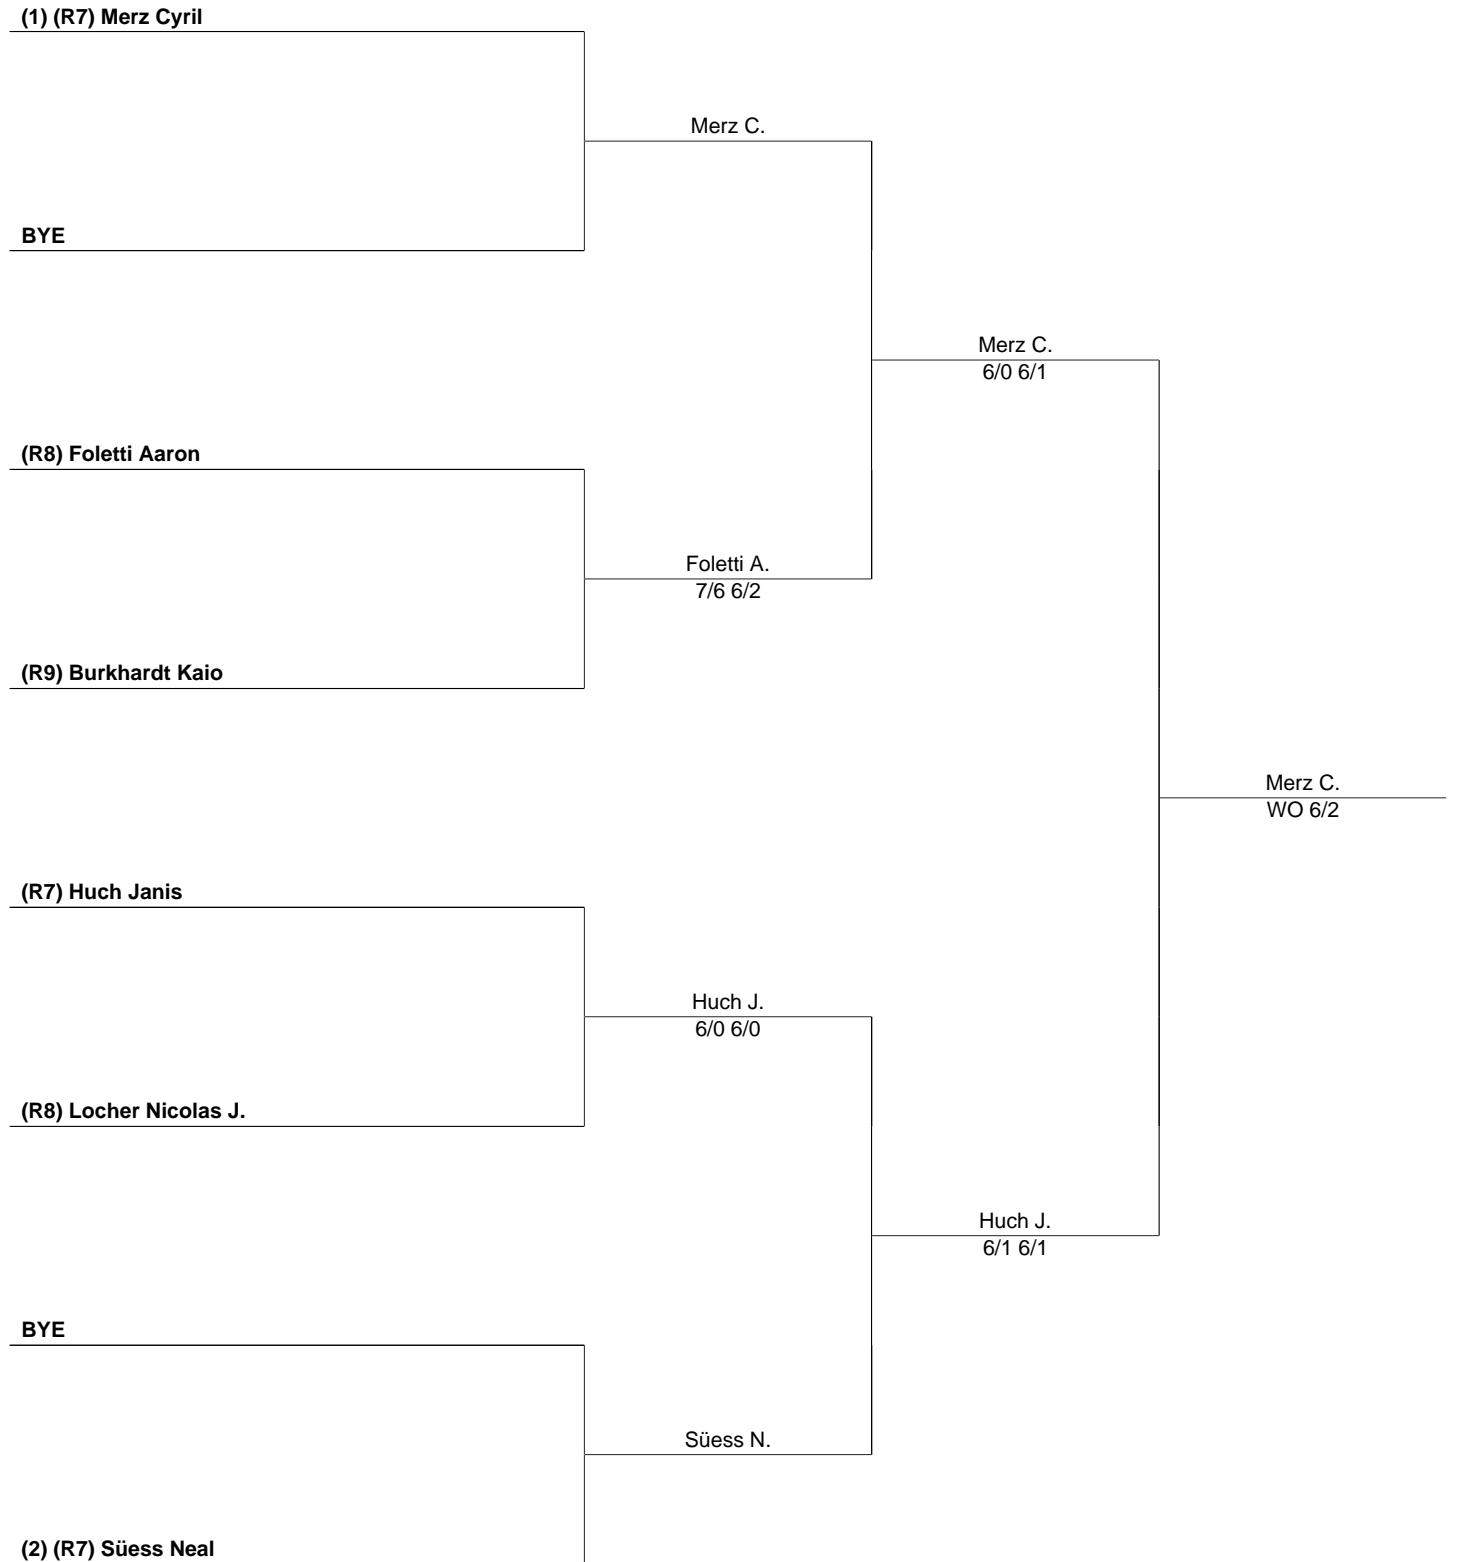 (1) (R7) Merz Cyril
Merz C.
BYE
Merz C.
6/0 6/1
(R8) Foletti Aaron
Foletti A.
7/6 6/2
(R9) Burkhardt Kaio
Merz C.
WO 6/2
(R7) Huch Janis
Huch J.
6/0 6/0
(R8) Locher Nicolas J.
Huch J.
6/1 6/1
BYE
Süess N.
(2) (R7) Süess Neal